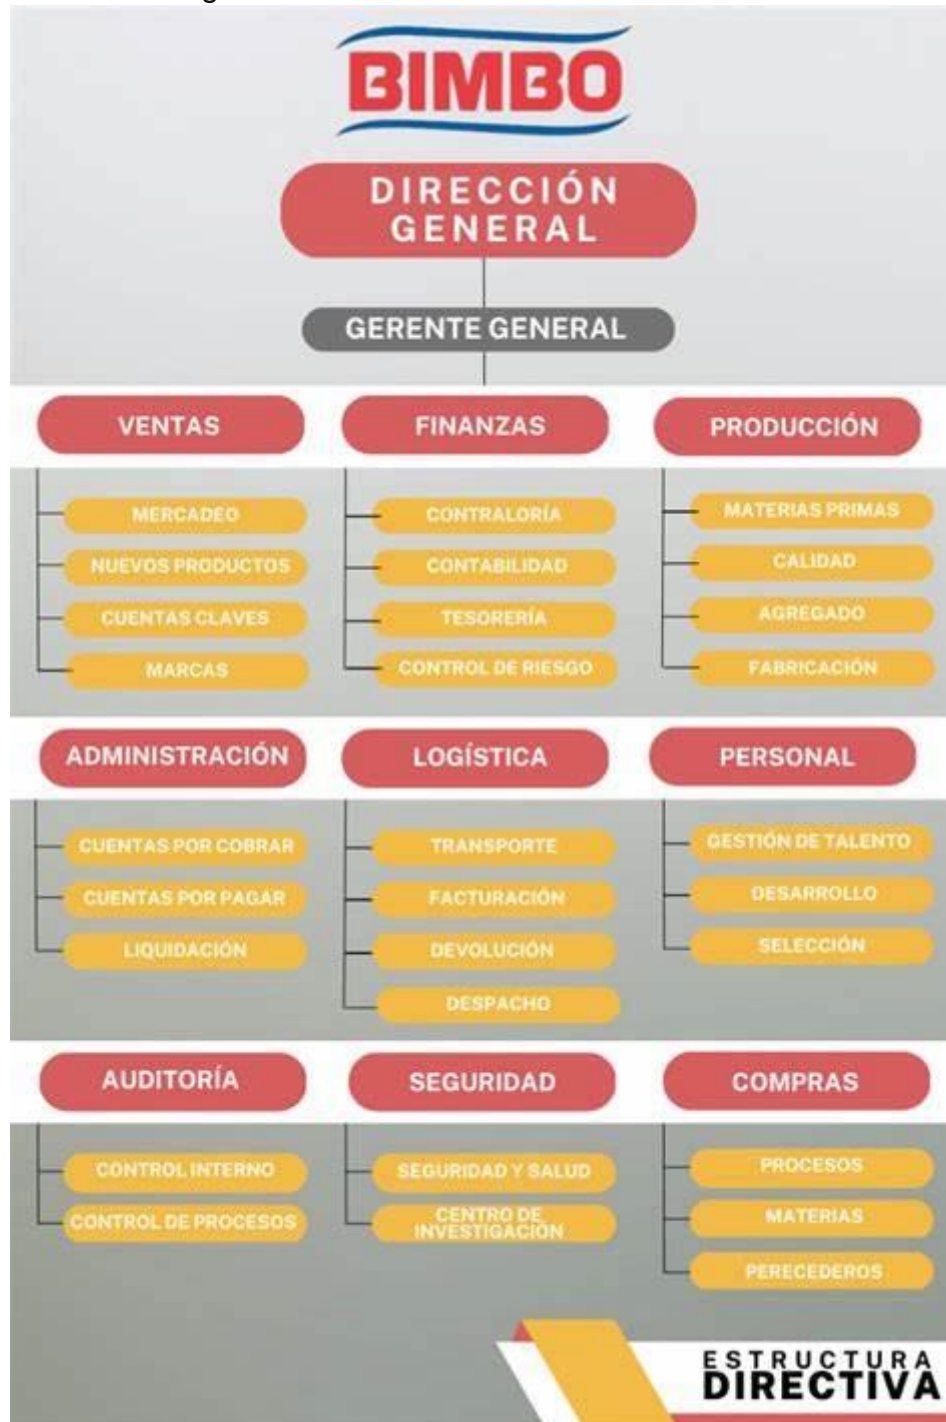 BIMBO
DIRECCIÓN
GENERAL
GERENTE GENERAL
VENTAS
MERCADEO
NUEVOS PRODUCTOS
CUENTAS CLAVES
MARCAS
FINANZAS
CONTRALORÍA
CONTABILIDAD
TESORERÍA
CONTROL DE RIESGO
PRODUCCIÓN
MATERIAS PRIMAS
CALIDAD
AGREGADO
FABRICACIÓN
ADMINISTRACIÓN
CUENTAS POR COBRAR
CUENTAS POR PAGAR
LIQUIDACIÓN
LOGÍSTICA
TRANSPORTE
FACTURACIÓN
DEVOLUCIÓN
DESPACHO
PERSONAL
GESTIÓN DE TALENTO
DESARROLLO
SELECCIÓN
AUDITORÍA
CONTROL INTERNO
CONTROL DE PROCESOS
SEGURIDAD
SEGURIDAD Y SALUD
CENTRO DE
INVESTIGACIÓN
COMPRAS
PROCESOS
MATERIAS
PERECEDEROS
ESTRUCTURA
DIRECTIVA